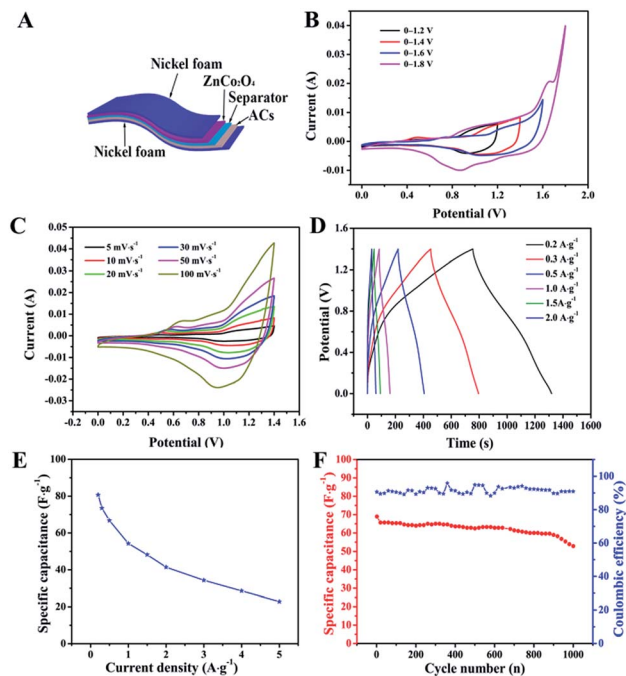 A
Nickel foam
ZnCo₂O₄
Separator
ACs
Nickel foam
B
0–1.2 V
0–1.4 V
0–1.6 V
0–1.8 V
Current (A)
0.04
0.03
0.02
0.01
0.00
-0.01
0.0 0.4 0.8 1.2 1.6 2.0
Potential (V)
C
5 mV·s⁻¹ 30 mV·s⁻¹
10 mV·s⁻¹ 50 mV·s⁻¹
20 mV·s⁻¹ 100 mV·s⁻¹
Current (A)
0.05
0.04
0.03
0.02
0.01
0.00
-0.01
-0.02
-0.03
0.0 0.2 0.4 0.6 0.8 1.0 1.2 1.4 1.6
Potential (V)
D
0.2 A·g⁻¹
0.3 A·g⁻¹
0.5 A·g⁻¹
1.0 A·g⁻¹
1.5A·g⁻¹
2.0 A·g⁻¹
Potential (V)
1.6
1.2
0.8
0.4
0.0
0 200 400 600 800 1000 1200 1400 1600
Time (s)
E
Specific capacitance (F·g⁻¹)
100
80
60
40
20
0
0 1 2 3 4 5
Current density (A·g⁻¹)
F
Specific capacitance (F·g⁻¹)
100
90
80
70
60
50
40
30
20
10
0
0 200 400 600 800 1000
Cycle number (n)
100
80
60
40
20
0
Coulombic efficiency (%)